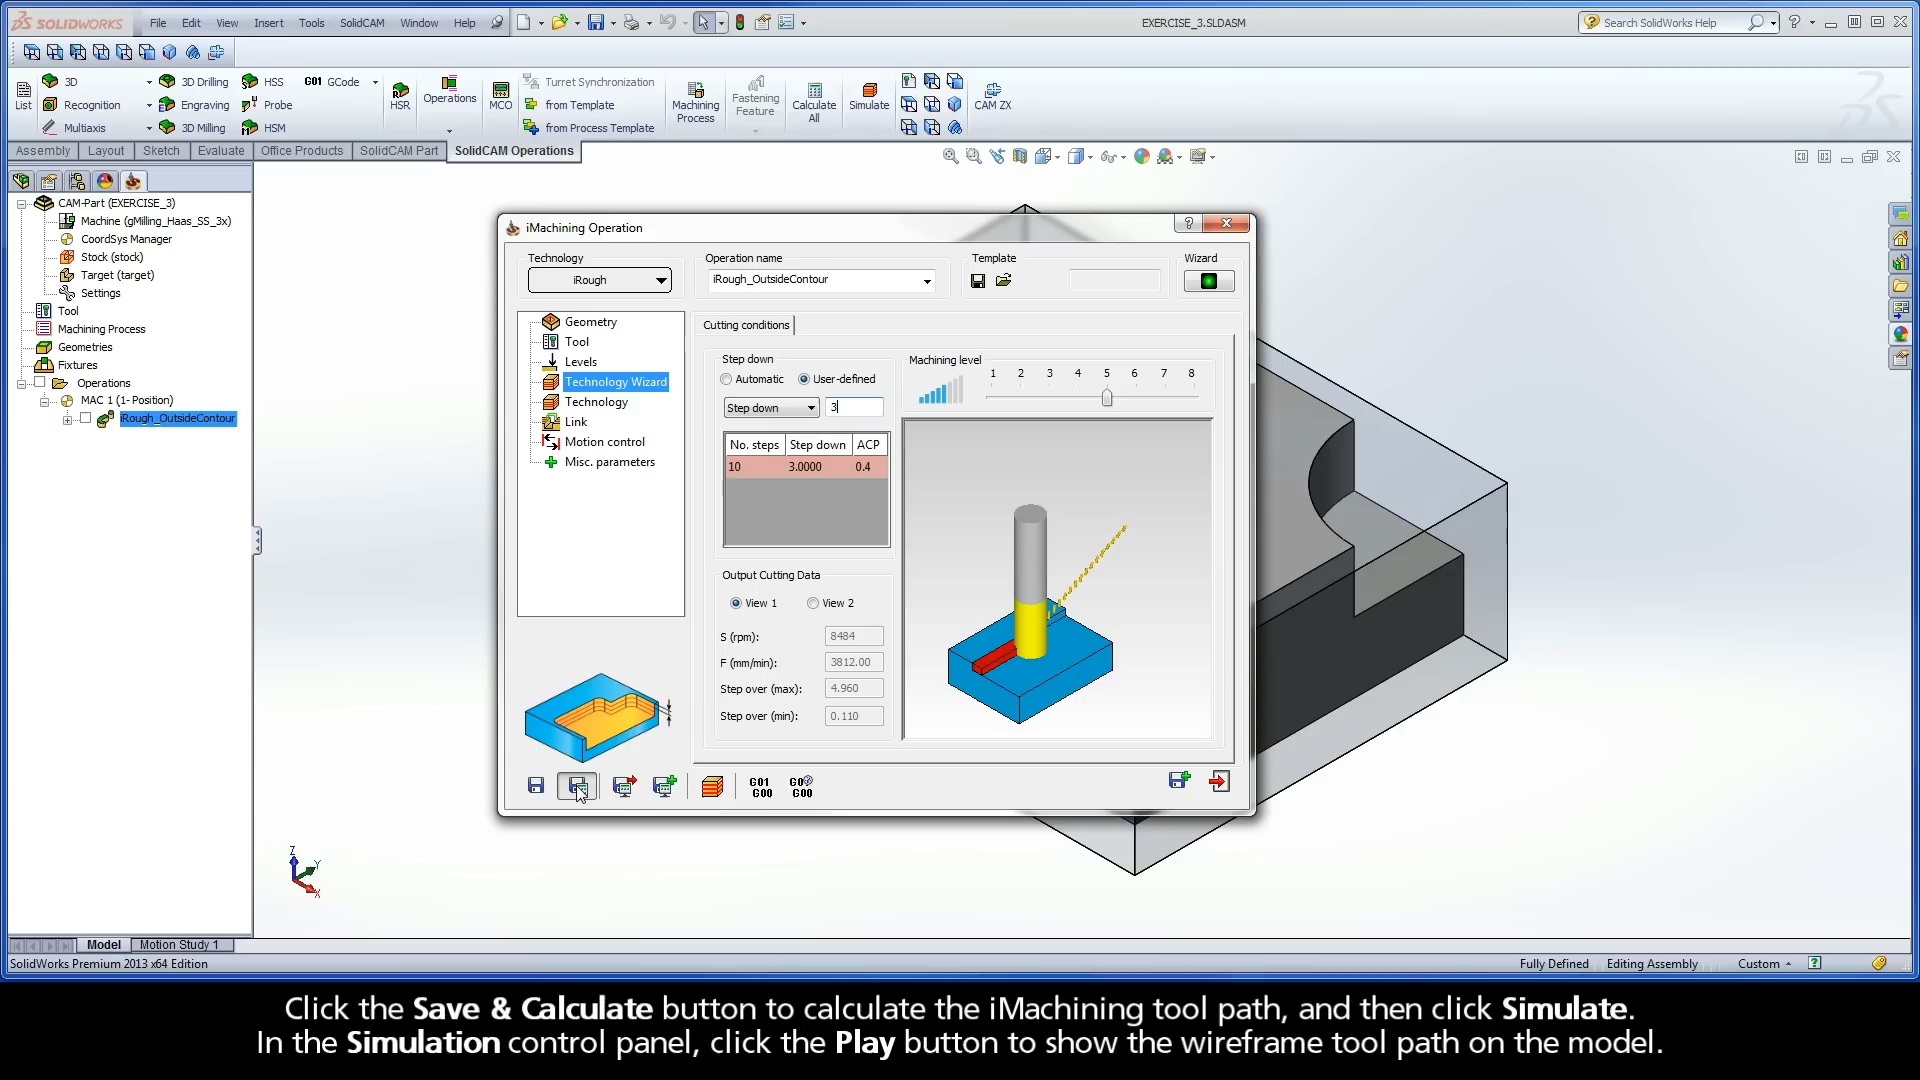 SOLIDWORKS
File Edit View Insert Tools SolidCAM Window Help
EXERCISE_3.SLDASM
Search SolidWorks Help
3D 3D Drilling HSS G01 GCode
Recognition Engraving Probe
Multiaxis 3D Milling HSM
List
HSR
Operations
MCO
Turret Synchronization
from Template
from Process Template
Machining Process
Fastening Feature
Calculate All
Simulate
CAM ZX
Assembly Layout Sketch Evaluate Office Products SolidCAM Part SolidCAM Operations
CAM-Part (EXERCISE_3)
Machine (gMilling_Haas_SS_3x)
CoordSys Manager
Stock (stock)
Target (target)
Settings
Tool
Machining Process
Geometries
Fixtures
Operations
MAC 1 (1- Position)
iRough_OutsideContour
iMachining Operation
Technology
iRough
Operation name
iRough_OutsideContour
Template
Wizard
Geometry
Tool
Levels
Technology Wizard
Technology
Link
Motion control
Misc. parameters
Cutting conditions
Step down
Automatic User-defined
Step down 3
No. steps Step down ACP
10 3.0000 0.4
Machining level
1 2 3 4 5 6 7 8
Output Cutting Data
View 1 View 2
S (rpm): 8484
F (mm/min): 3812.00
Step over (max): 4.960
Step over (min): 0.110
G01 G00
G0 G00
Z
Y
X
Model Motion Study 1
SolidWorks Premium 2013 x64 Edition
Fully Defined Editing Assembly Custom
Click the Save & Calculate button to calculate the iMachining tool path, and then click Simulate.
In the Simulation control panel, click the Play button to show the wireframe tool path on the model.